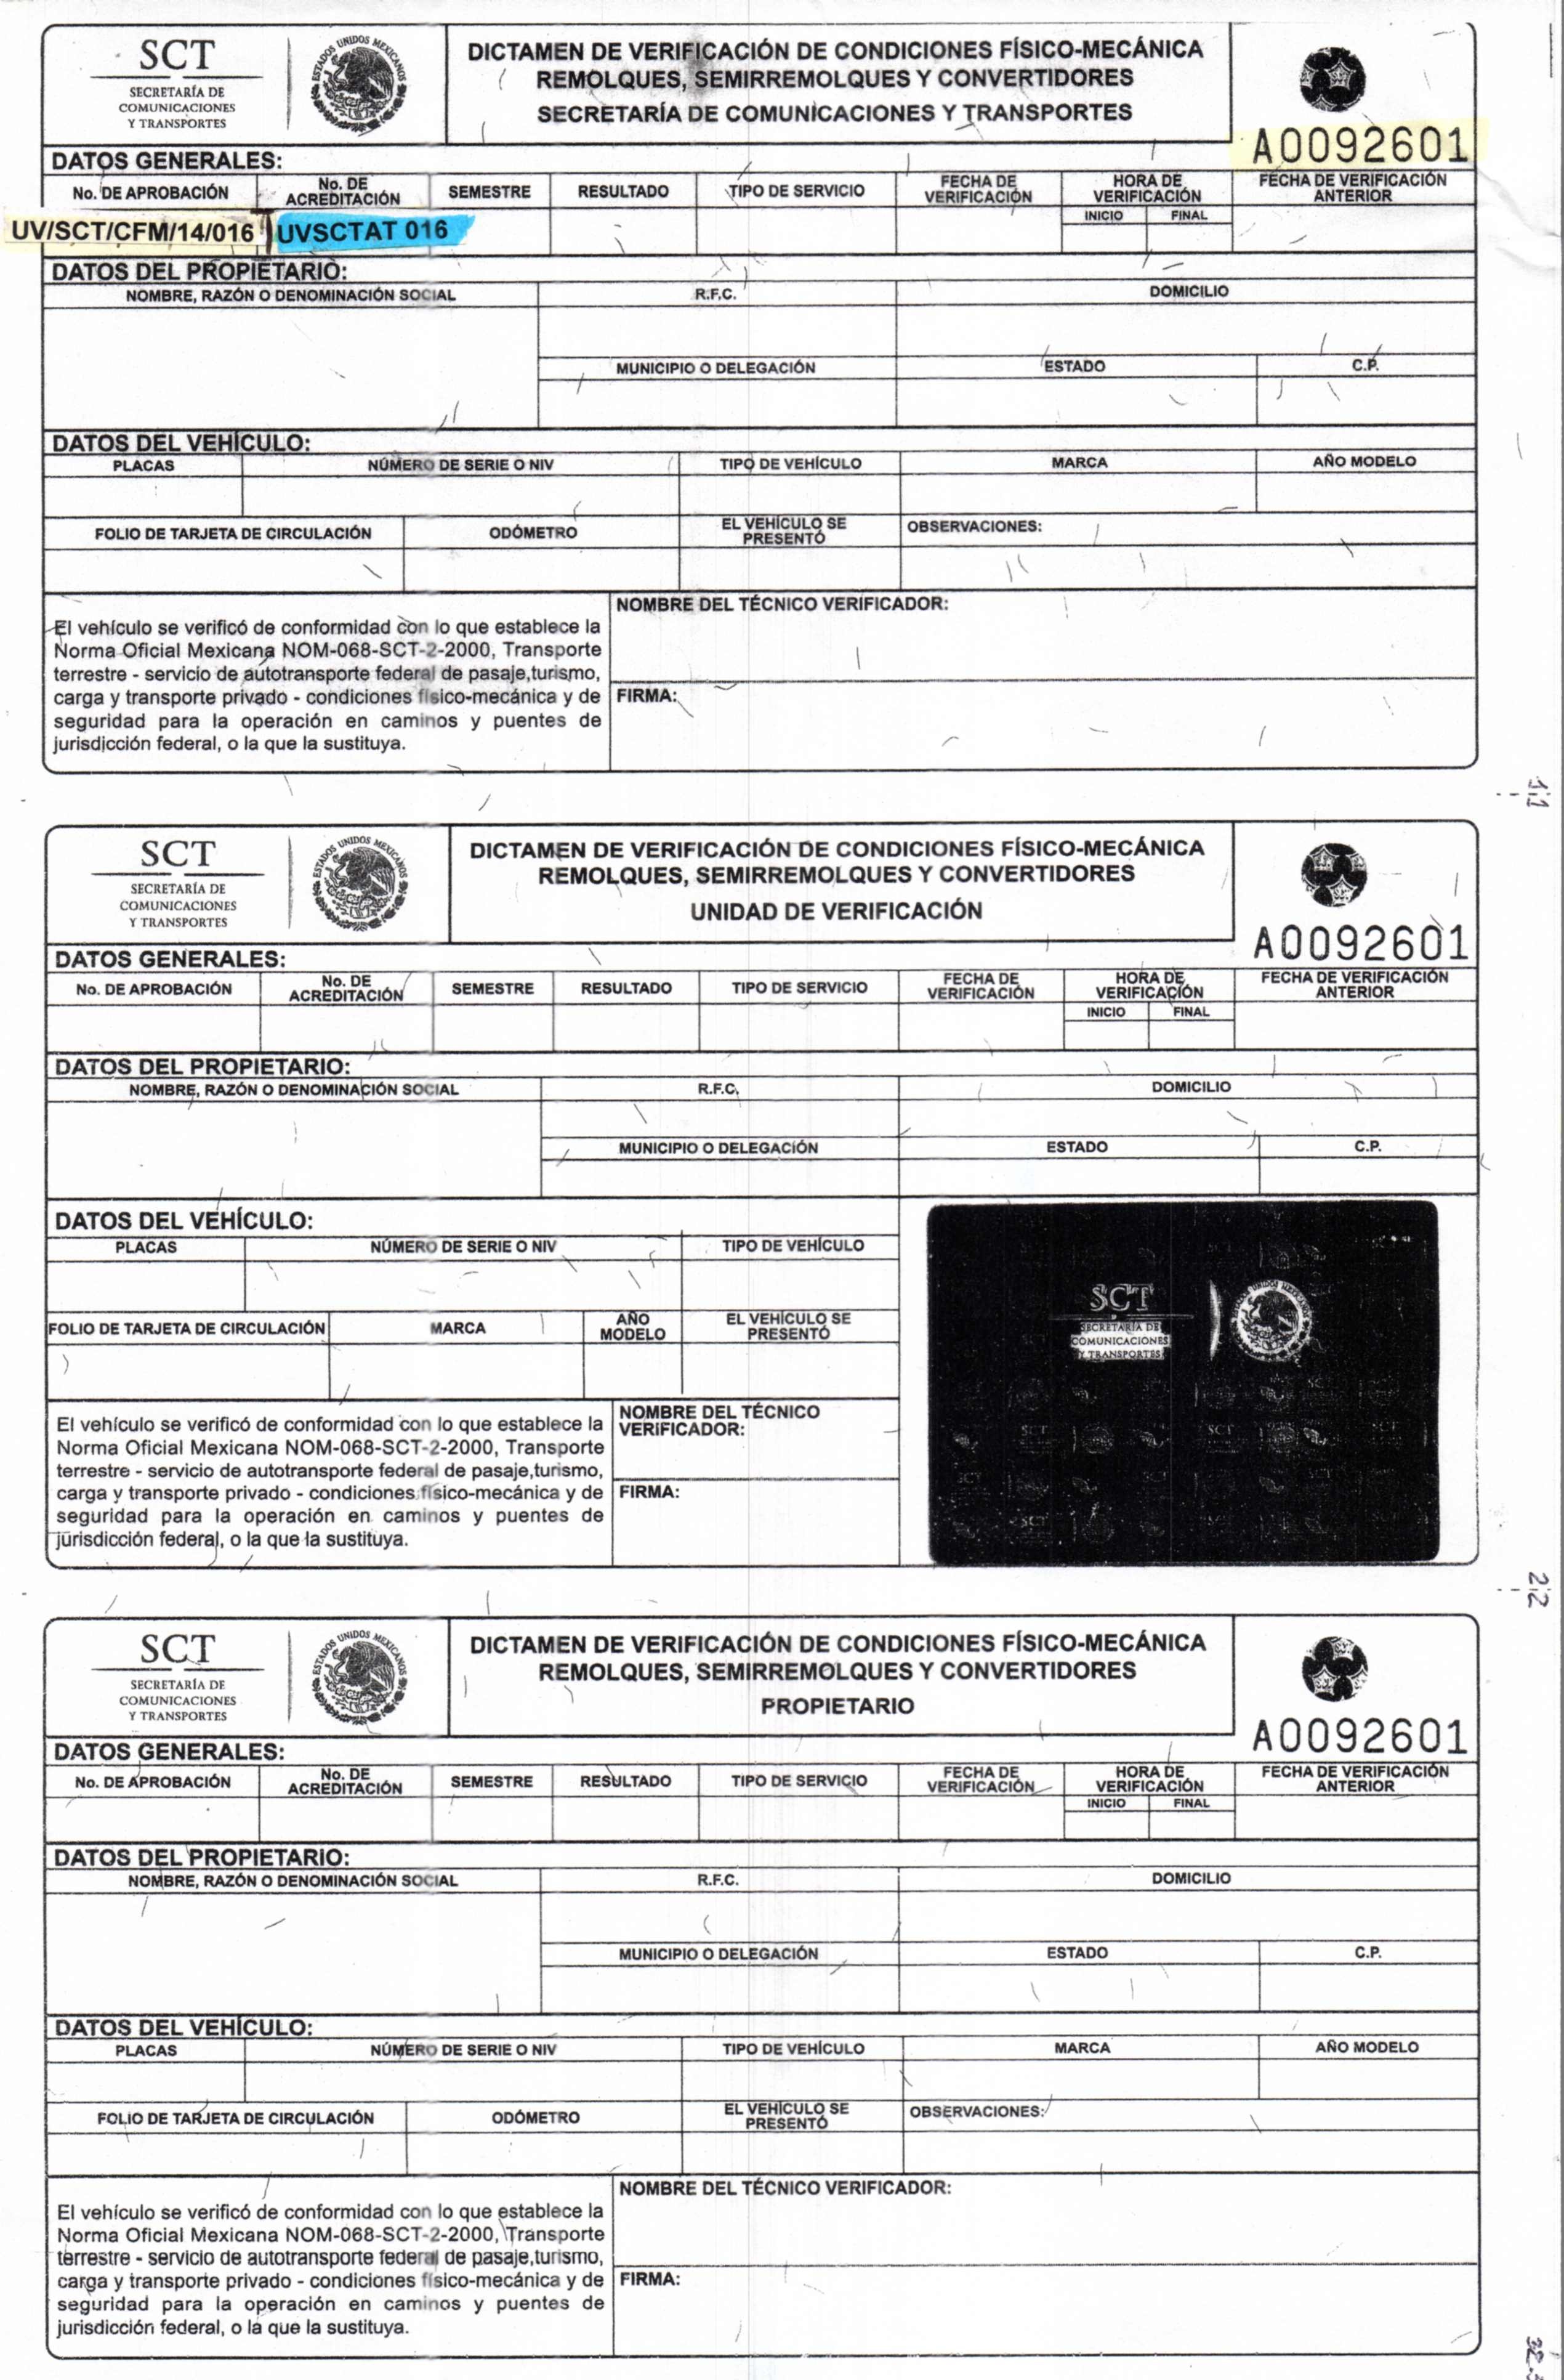 SCT
SECRETARÍA DE
COMUNICACIONES
Y TRANSPORTES
ESTADOS UNIDOS MEXICANOS
DICTAMEN DE VERIFICACIÓN DE CONDICIONES FÍSICO-MECÁNICA
REMOLQUES, SEMIRREMOLQUES Y CONVERTIDORES
SECRETARÍA DE COMUNICACIONES Y TRANSPORTES
A0092601
DATOS GENERALES:
No. DE APROBACIÓN
No. DE ACREDITACIÓN
SEMESTRE
RESULTADO
TIPO DE SERVICIO
FECHA DE VERIFICACIÓN
HORA DE VERIFICACIÓN
INICIO
FINAL
FECHA DE VERIFICACIÓN ANTERIOR
UV/SCT/CFM/14/016
UVSCTAT 016
DATOS DEL PROPIETARIO:
NOMBRE, RAZÓN O DENOMINACIÓN SOCIAL
R.F.C.
DOMICILIO
MUNICIPIO O DELEGACIÓN
ESTADO
C.P.
DATOS DEL VEHÍCULO:
PLACAS
NÚMERO DE SERIE O NIV
TIPO DE VEHÍCULO
MARCA
AÑO MODELO
FOLIO DE TARJETA DE CIRCULACIÓN
ODÓMETRO
EL VEHÍCULO SE PRESENTÓ
OBSERVACIONES:
El vehículo se verificó de conformidad con lo que establece la
Norma Oficial Mexicana NOM-068-SCT-2-2000, Transporte
terrestre - servicio de autotransporte federal de pasaje,turismo,
carga y transporte privado - condiciones físico-mecánica y de
seguridad para la operación en caminos y puentes de
jurisdicción federal, o la que la sustituya.
NOMBRE DEL TÉCNICO VERIFICADOR:
FIRMA:
SCT
SECRETARÍA DE
COMUNICACIONES
Y TRANSPORTES
ESTADOS UNIDOS MEXICANOS
DICTAMEN DE VERIFICACIÓN DE CONDICIONES FÍSICO-MECÁNICA
REMOLQUES, SEMIRREMOLQUES Y CONVERTIDORES
UNIDAD DE VERIFICACIÓN
A0092601
DATOS GENERALES:
No. DE APROBACIÓN
No. DE ACREDITACIÓN
SEMESTRE
RESULTADO
TIPO DE SERVICIO
FECHA DE VERIFICACIÓN
HORA DE VERIFICACIÓN
INICIO
FINAL
FECHA DE VERIFICACIÓN ANTERIOR
DATOS DEL PROPIETARIO:
NOMBRE, RAZÓN O DENOMINACIÓN SOCIAL
R.F.C.
DOMICILIO
MUNICIPIO O DELEGACIÓN
ESTADO
C.P.
DATOS DEL VEHÍCULO:
PLACAS
NÚMERO DE SERIE O NIV
TIPO DE VEHÍCULO
FOLIO DE TARJETA DE CIRCULACIÓN
MARCA
AÑO MODELO
EL VEHÍCULO SE PRESENTÓ
SCT
SECRETARÍA DE
COMUNICACIONES
Y TRANSPORTES
El vehículo se verificó de conformidad con lo que establece la
Norma Oficial Mexicana NOM-068-SCT-2-2000, Transporte
terrestre - servicio de autotransporte federal de pasaje,turismo,
carga y transporte privado - condiciones físico-mecánica y de
seguridad para la operación en caminos y puentes de
jurisdicción federal, o la que la sustituya.
NOMBRE DEL TÉCNICO
VERIFICADOR:
FIRMA:
SCT
SECRETARÍA DE
COMUNICACIONES
Y TRANSPORTES
ESTADOS UNIDOS MEXICANOS
DICTAMEN DE VERIFICACIÓN DE CONDICIONES FÍSICO-MECÁNICA
REMOLQUES, SEMIRREMOLQUES Y CONVERTIDORES
PROPIETARIO
A0092601
DATOS GENERALES:
No. DE APROBACIÓN
No. DE ACREDITACIÓN
SEMESTRE
RESULTADO
TIPO DE SERVICIO
FECHA DE VERIFICACIÓN
HORA DE VERIFICACIÓN
INICIO
FINAL
FECHA DE VERIFICACIÓN ANTERIOR
DATOS DEL PROPIETARIO:
NOMBRE, RAZÓN O DENOMINACIÓN SOCIAL
R.F.C.
DOMICILIO
MUNICIPIO O DELEGACIÓN
ESTADO
C.P.
DATOS DEL VEHÍCULO:
PLACAS
NÚMERO DE SERIE O NIV
TIPO DE VEHÍCULO
MARCA
AÑO MODELO
FOLIO DE TARJETA DE CIRCULACIÓN
ODÓMETRO
EL VEHÍCULO SE PRESENTÓ
OBSERVACIONES:
El vehículo se verificó de conformidad con lo que establece la
Norma Oficial Mexicana NOM-068-SCT-2-2000, Transporte
terrestre - servicio de autotransporte federal de pasaje,turismo,
carga y transporte privado - condiciones físico-mecánica y de
seguridad para la operación en caminos y puentes de
jurisdicción federal, o la que la sustituya.
NOMBRE DEL TÉCNICO VERIFICADOR:
FIRMA: